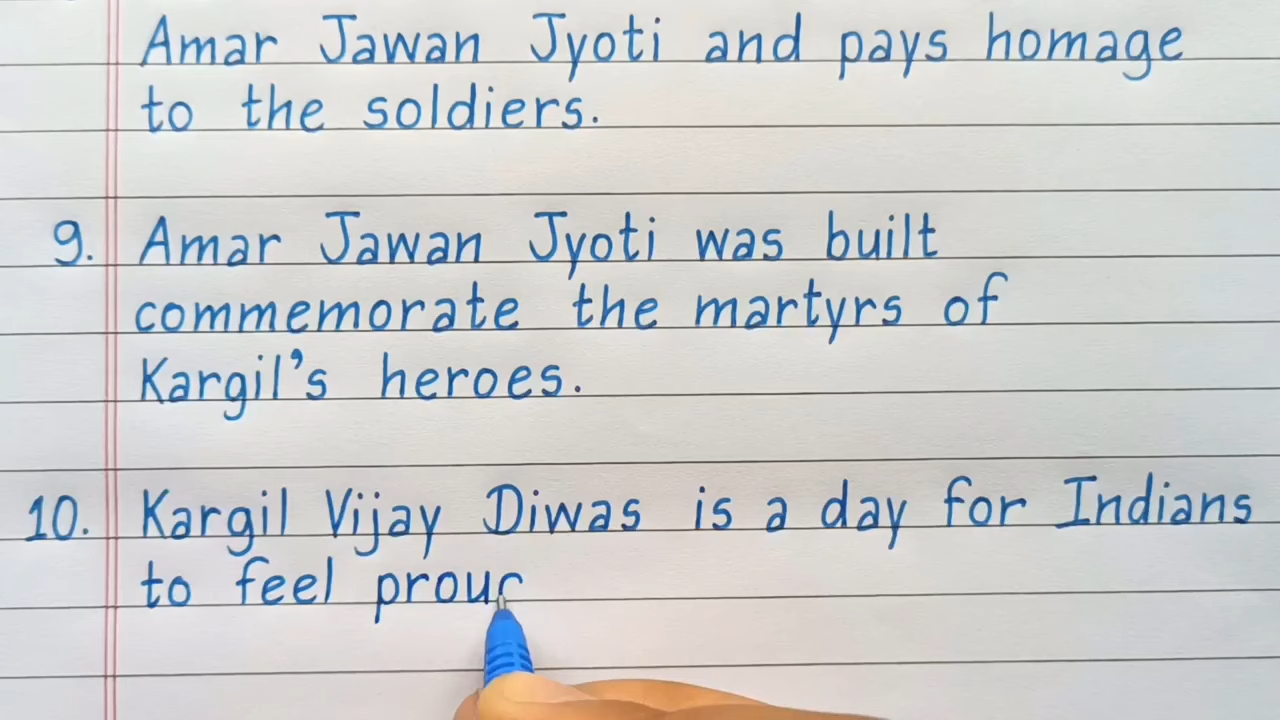 Amar Jawan Jyoti and pays homage
to the soldiers.
9. Amar Jawan Jyoti was built
commemorate the martyrs of
Kargil's heroes.
10. Kargil Vijay Diwas is a day for Indians
to feel